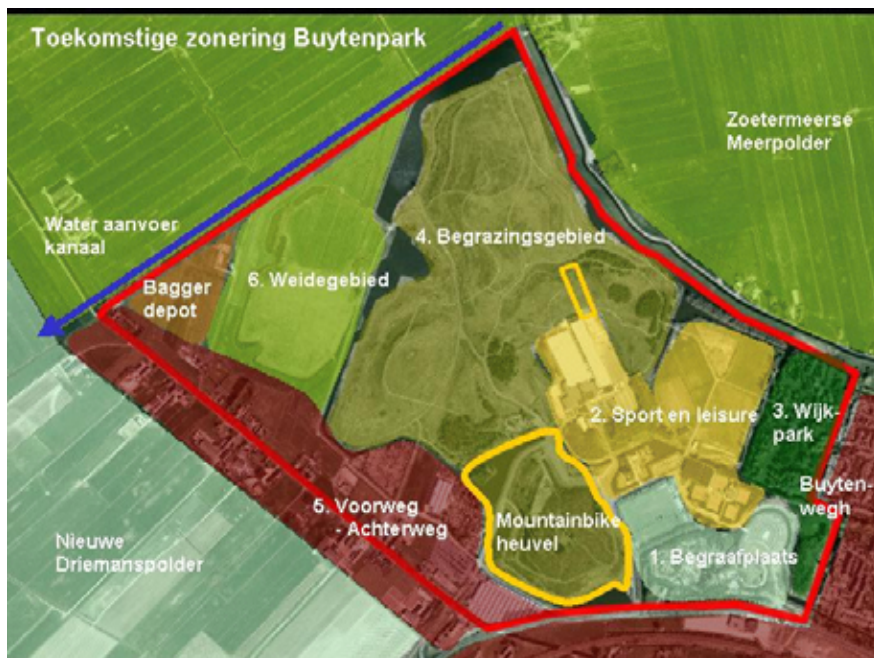 Toekomstige zonering Buytenpark
Zoetermeerse
Meerpolder
Water aanvoer
kanaal
4. Begrazingsgebied
6. Weidegebied
Bagger
depot
2. Sport en leisure
3. Wijk-
park
Buyten-
wegh
5. Voorweg
- Achterweg
Mountainbike
heuvel
1. Begraafplaats
Nieuwe
Driemanspolder